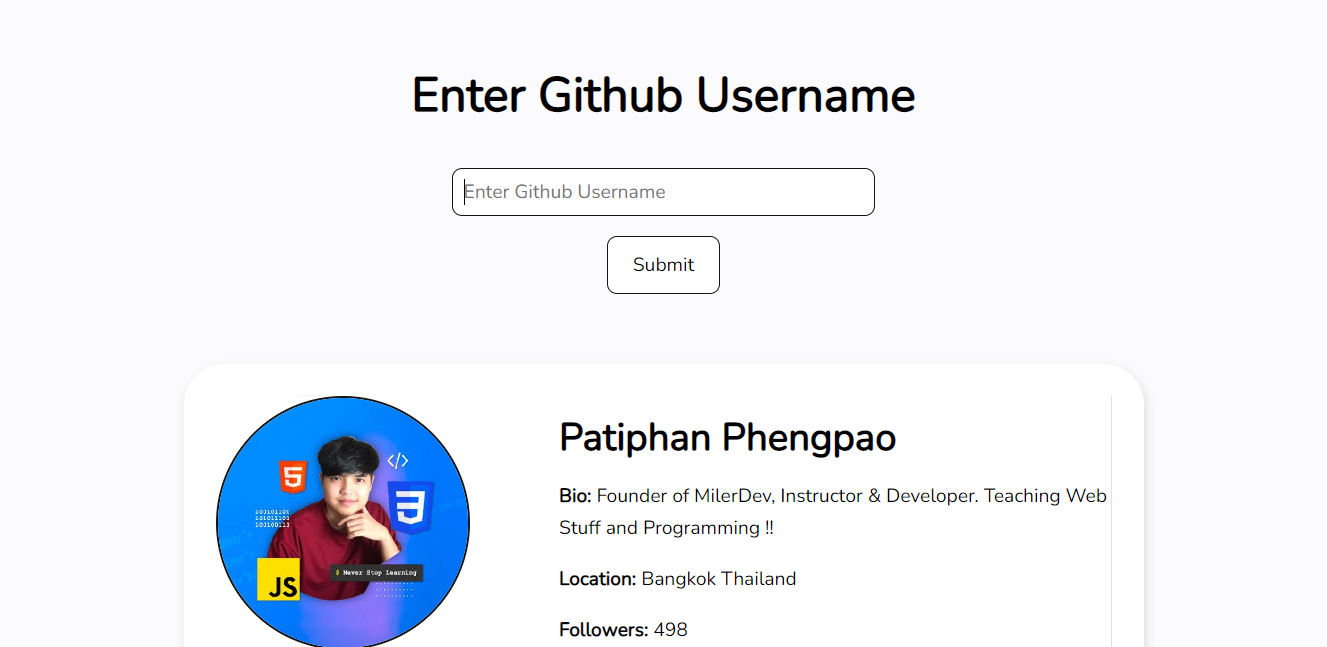 Enter Github Username
Enter Github Username
Submit
Patiphan Phengpao
Bio: Founder of MilerDev, Instructor & Developer. Teaching Web
Stuff and Programming !!
Location: Bangkok Thailand
Followers: 498
5
</>
3
JS
$ Never Stop Learning